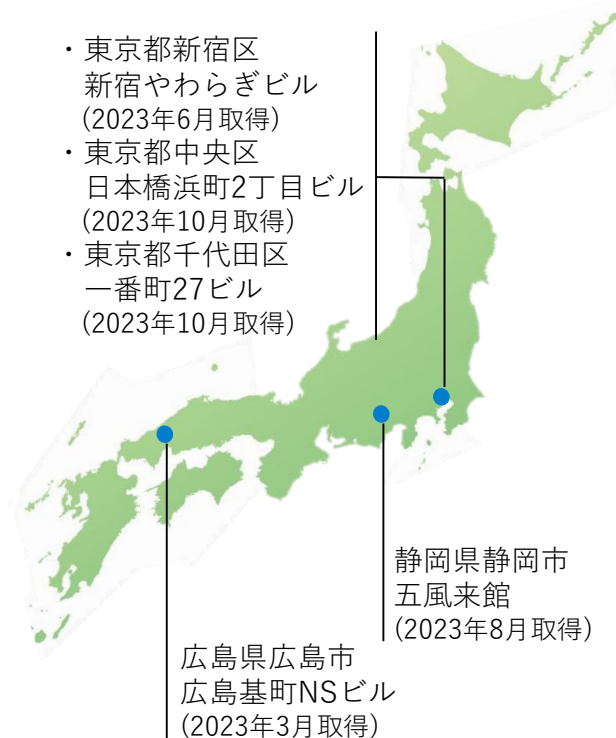 ・東京都新宿区
新宿やわらぎビル
(2023年6月取得)
・東京都中央区
日本橋浜町2丁目ビル
(2023年10月取得)
・東京都千代田区
一番町27ビル
(2023年10月取得)
静岡県静岡市
五風来館
(2023年8月取得)
広島県広島市
広島基町NSビル
(2023年3月取得)